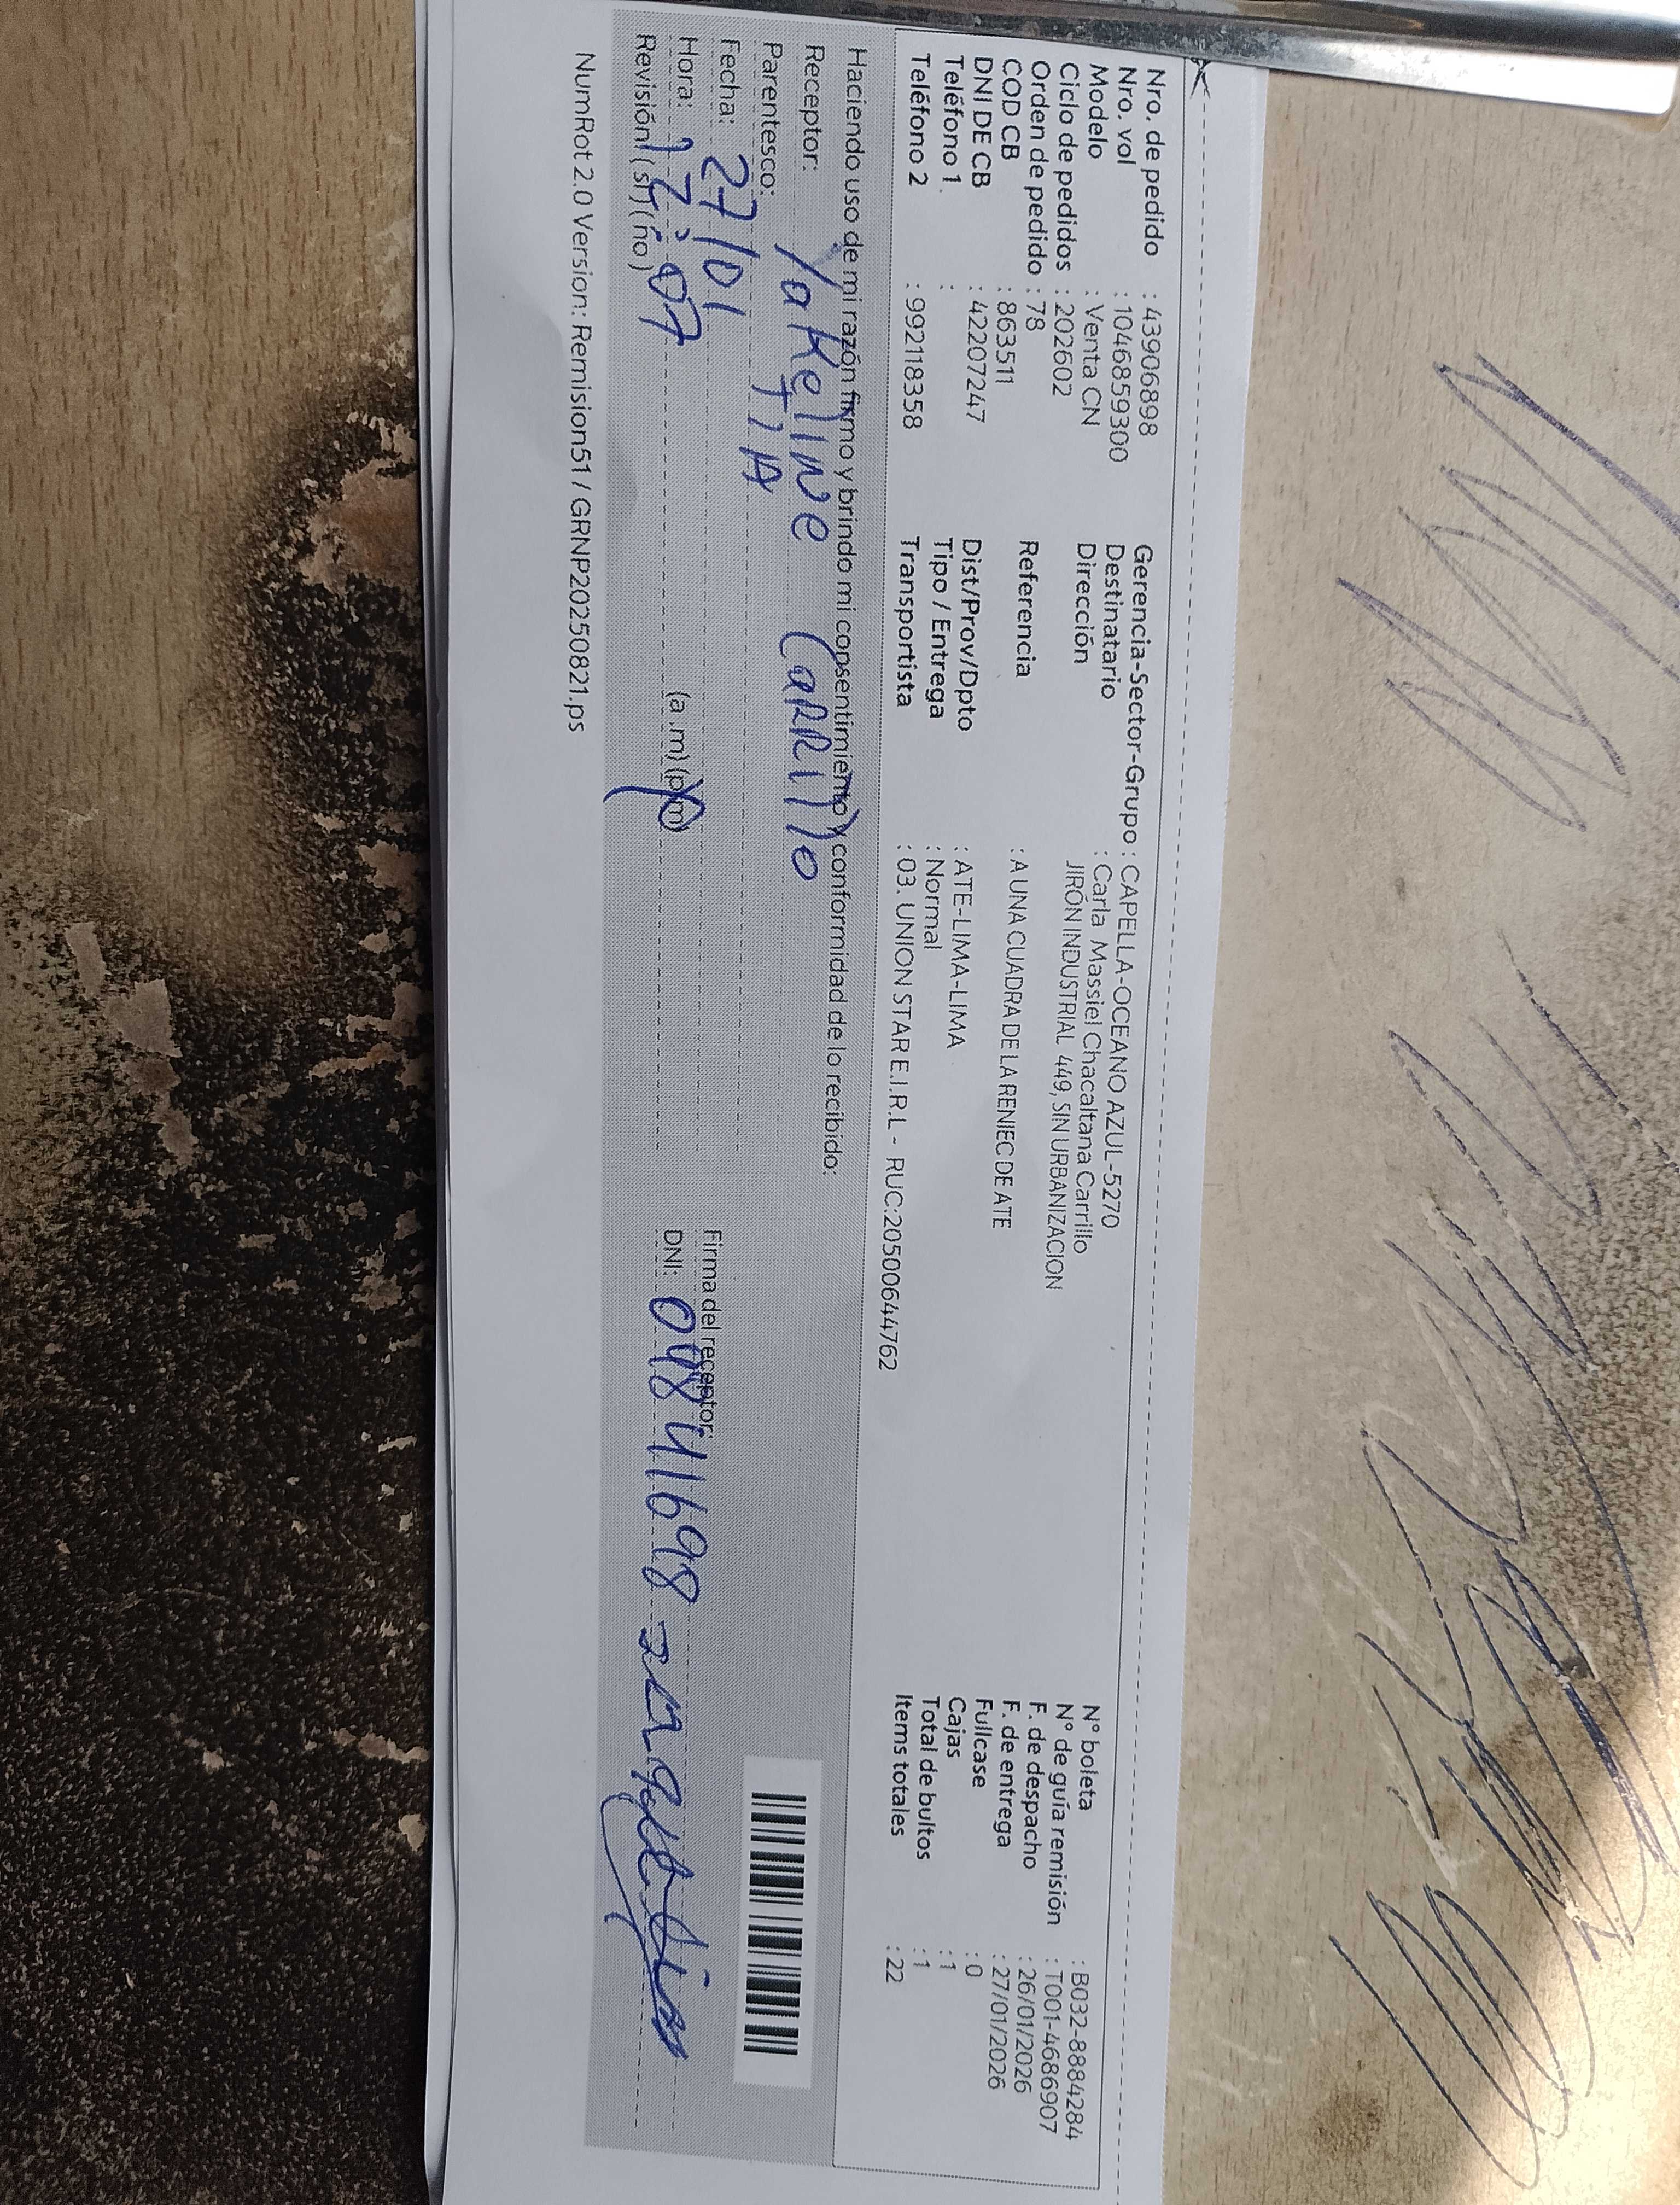 Nro. de pedido : 43906898
Nro. vol : 10468593​00
Modelo : Venta CN
Ciclo de pedidos : 202602
Orden de pedido : 78
COD CB : 863511
DNI DE CB : 42207247
Teléfono 1 :
Teléfono 2 : 992118358
Gerencia-Sector-Grupo : CAPELLA-OCEANO AZUL-5270
Destinatario : Carla Massiel Chacaltana Carrillo
Dirección JIRÓN INDUSTRIAL 449, SIN URBANIZACION
Referencia : A UNA CUADRA DE LA RENIEC DE ATE
Dist/Prov/Dpto : ATE-LIMA-LIMA
Tipo / Entrega : Normal
Transportista : 03. UNION STAR E.I.R.L - RUC:20500644762
N° boleta : B032-8884284
N° de guía remisión : T001-4686907
F. de despacho : 26/01/2026
F. de entrega : 27/01/2026
Fullcase : 0
Cajas : 1
Total de bultos : 1
Items totales : 22
Haciendo uso de mi razón firmo y brindo mi consentimiento y conformidad de lo recibido:
Receptor: YaKeline CaRRillo
Parentesco: TIA
Fecha: 27/01
Hora: 12:07 (a.m) (p.m)
Revisión (si) (no)
Firma del receptor:
DNI: 09841698
NumRot 2.0 Version: Remision51 / GRNP20250821.ps